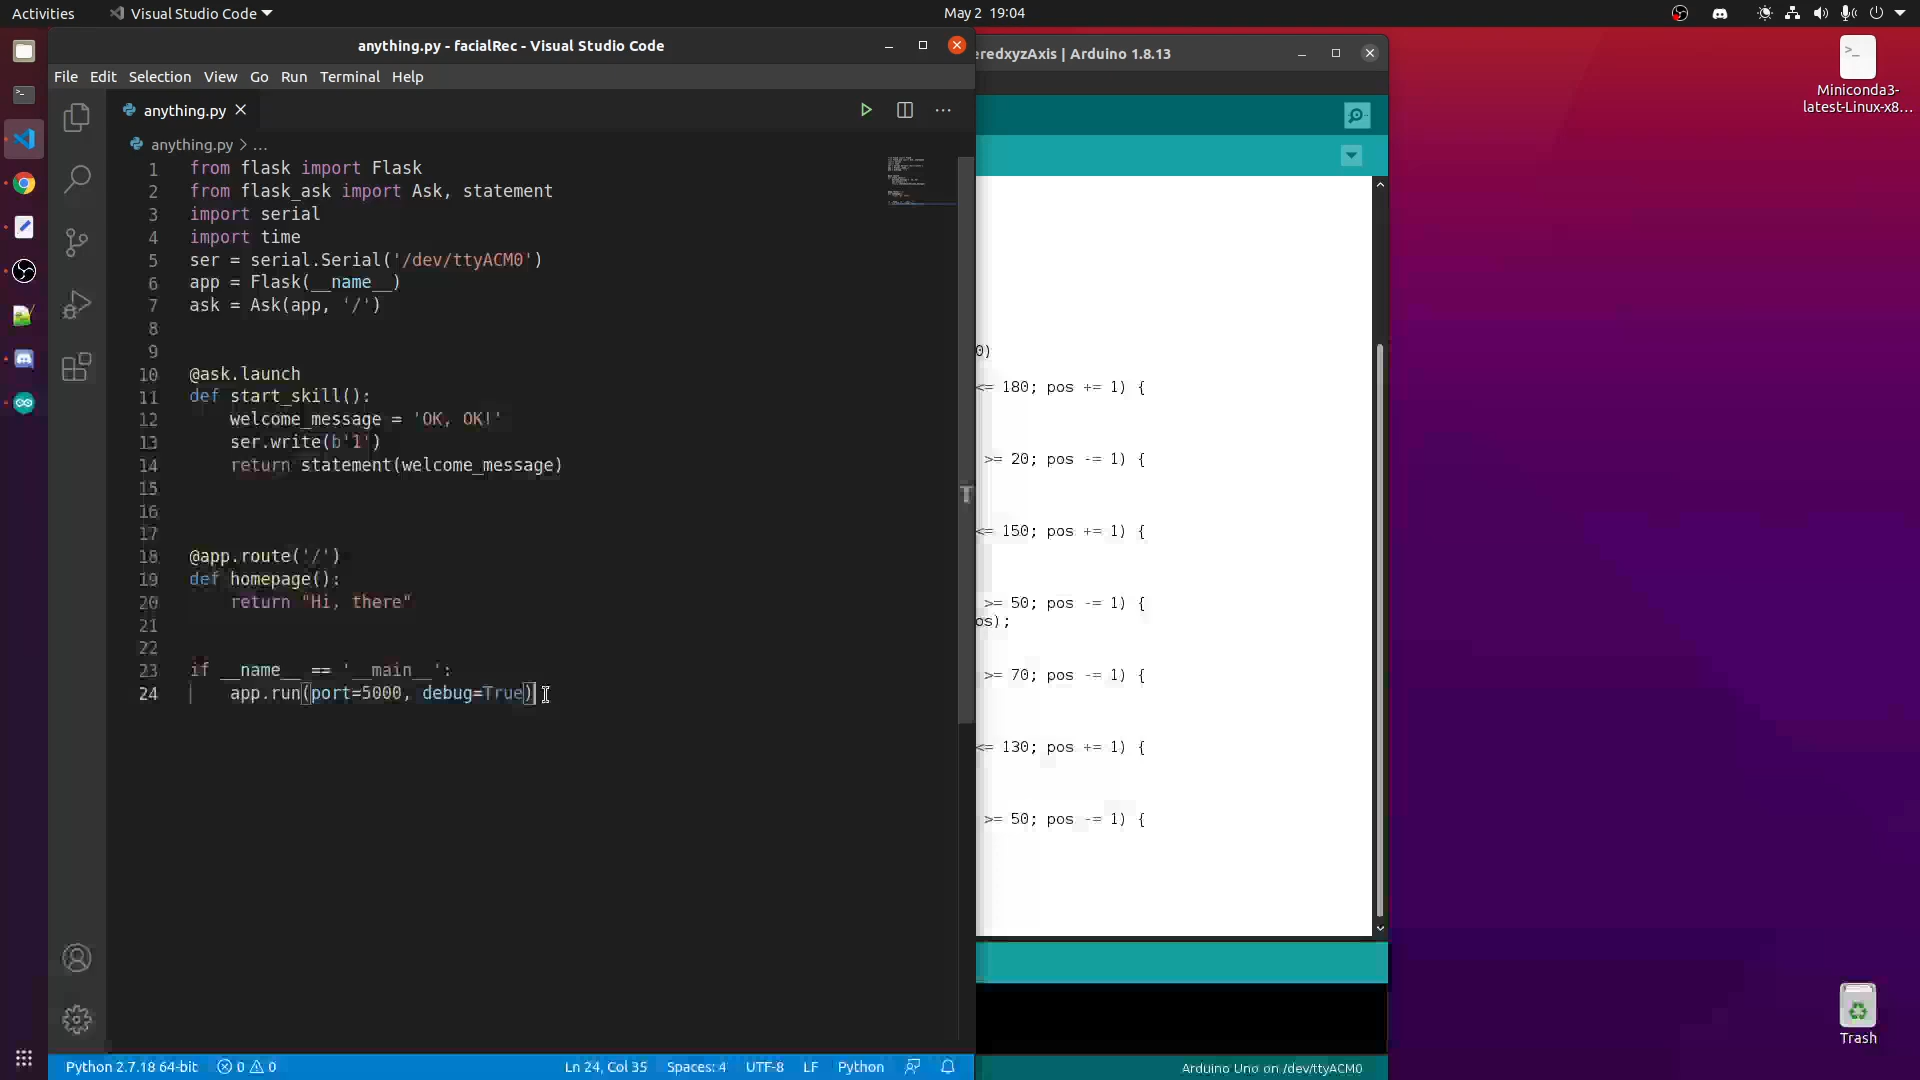 Activities
Visual Studio Code
May 2 19:04
anything.py - facialRec - Visual Studio Code
File Edit Selection View Go Run Terminal Help
anything.py
anything.py > ...
1 from flask import Flask
2 from flask_ask import Ask, statement
3 import serial
4 import time
5 ser = serial.Serial('/dev/ttyACM0')
6 app = Flask(__name__)
7 ask = Ask(app, '/')
8
9
10 @ask.launch
11 def start_skill():
12 welcome_message = 'OK, OK!'
13 ser.write(b'1')
14 return statement(welcome_message)
15
16
17
18 @app.route('/')
19 def homepage():
20 return "Hi, there"
21
22
23 if __name__ == '__main__':
24 app.run(port=5000, debug=True)
Python 2.7.18 64-bit
0
0
Ln 24, Col 35
Spaces: 4
UTF-8
LF
Python
eredxyzAxis | Arduino 1.8.13
0)
<= 180; pos += 1) {
>= 20; pos -= 1) {
<= 150; pos += 1) {
>= 50; pos -= 1) {
os);
>= 70; pos -= 1) {
<= 130; pos += 1) {
>= 50; pos -= 1) {
Arduino Uno on /dev/ttyACM0
Miniconda3-
latest-Linux-x8...
Trash